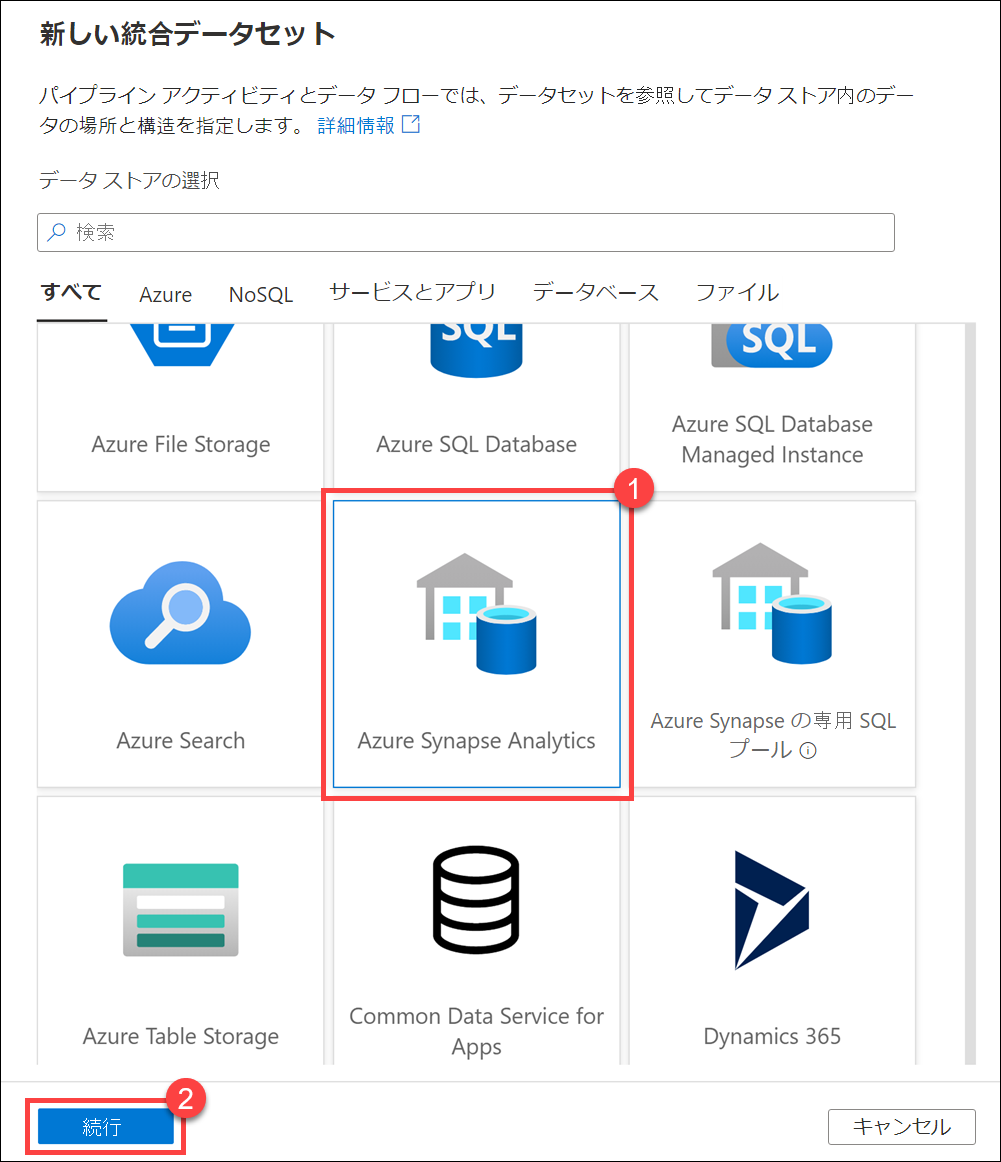 新しい統合データセット
パイプライン アクティビティとデータ フローでは、データセットを参照してデータ ストア内のデー
タの場所と構造を指定します。 詳細情報
データ ストアの選択
検索
すべて Azure NoSQL サービスとアプリ データベース ファイル
SQL SQL
Azure File Storage
Azure SQL Database
Azure SQL Database
Managed Instance
1
Azure Search
Azure Synapse Analytics
Azure Synapse の専用 SQL
プール
Azure Table Storage
Common Data Service for
Apps
Dynamics 365
2
続行
キャンセル